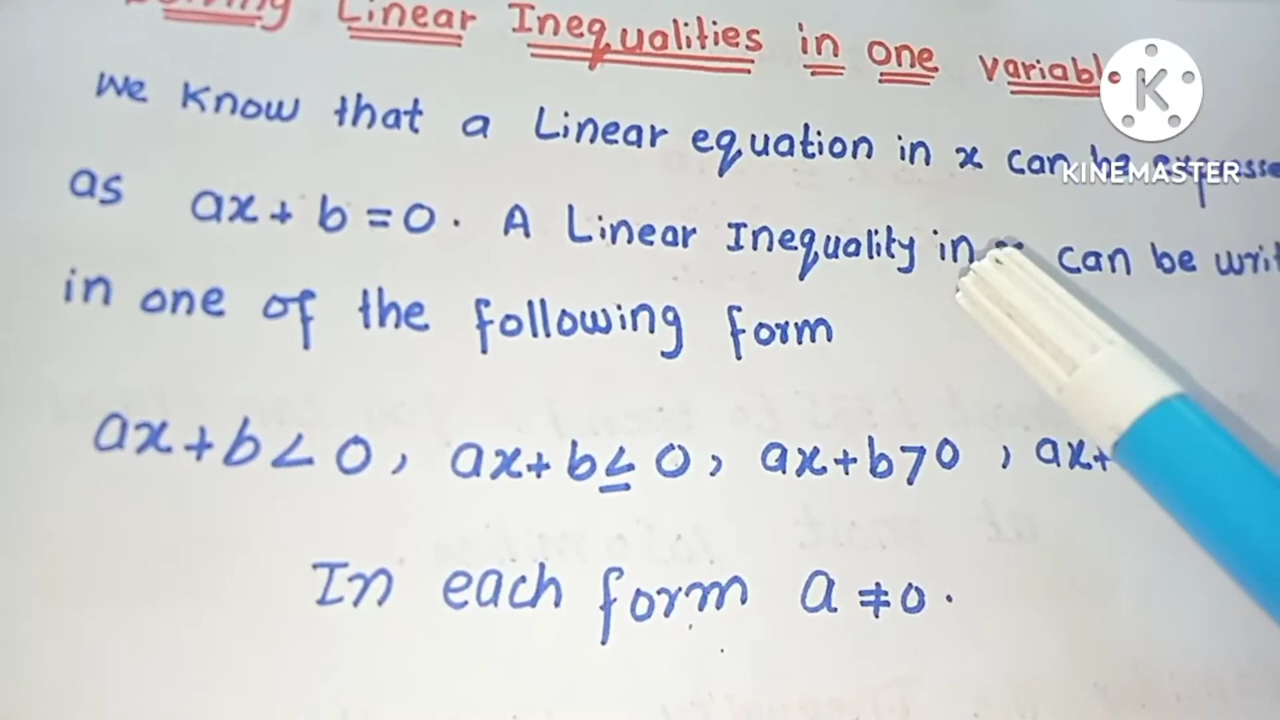 Linear Inequalities in one variable
We know that a Linear equation in x can be
as ax + b = 0. A Linear Inequality in x can be
in one of the following form
ax+b < 0, ax+b ≤ 0, ax+b > 0, ax+
In each form a ≠ 0.
K
KINEMASTER